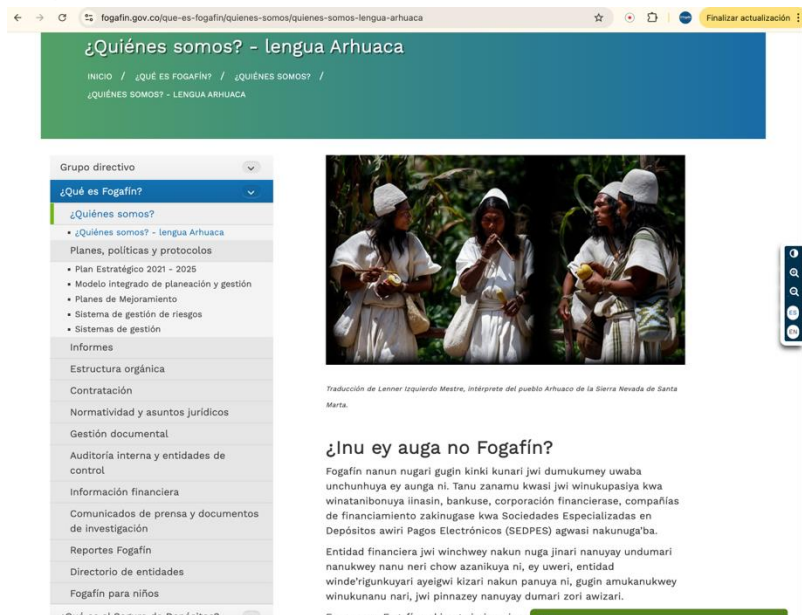 fogafin.gov.co/que-es-fogafin/quienes-somos/quienes-somos-lengua-arhuaca
Finalizar actualización
¿Quiénes somos? - lengua Arhuaca
INICIO / ¿QUÉ ES FOGAFÍN? / ¿QUIÉNES SOMOS? /
¿QUIÉNES SOMOS? - LENGUA ARHUACA
Grupo directivo
¿Qué es Fogafín?
¿Quiénes somos?
¿Quiénes somos? - lengua Arhuaca
Planes, políticas y protocolos
Plan Estratégico 2021 - 2025
Modelo integrado de planeación y gestión
Planes de Mejoramiento
Sistema de gestión de riesgos
Sistemas de gestión
Informes
Estructura orgánica
Contratación
Normatividad y asuntos jurídicos
Gestión documental
Auditoría interna y entidades de
control
Información financiera
Comunicados de prensa y documentos
de investigación
Reportes Fogafín
Directorio de entidades
Fogafín para niños
ES
EN
Traducción de Lenner Izquierdo Mestre, intérprete del pueblo Arhuaco de la Sierra Nevada de Santa
Marta.
¿Inu ey auga no Fogafín?
Fogafín nanun nugari gugin kinki kunari jwi dumukumey uwaba
unchunhuya ey aunga ni. Tanu zanamu kwasi jwi winukupasiya kwa
winatanibonuya iinasin, bankuse, corporación financierase, compañías
de financiamiento zakinugase kwa Sociedades Especializadas en
Depósitos awiri Pagos Electrónicos (SEDPES) agwasi nakunuga'ba.
Entidad financiera jwi winchwey nakun nuga jinari nanuyay undumari
nanukwey nanu neri chow azanikuya ni, ey uweri, entidad
winde'rigunkuyari ayeigwi kizari nakun panuya ni, gugin amukanukwey
winukunanu nari, jwi pinnazey nanuyay dumari zori awizari.